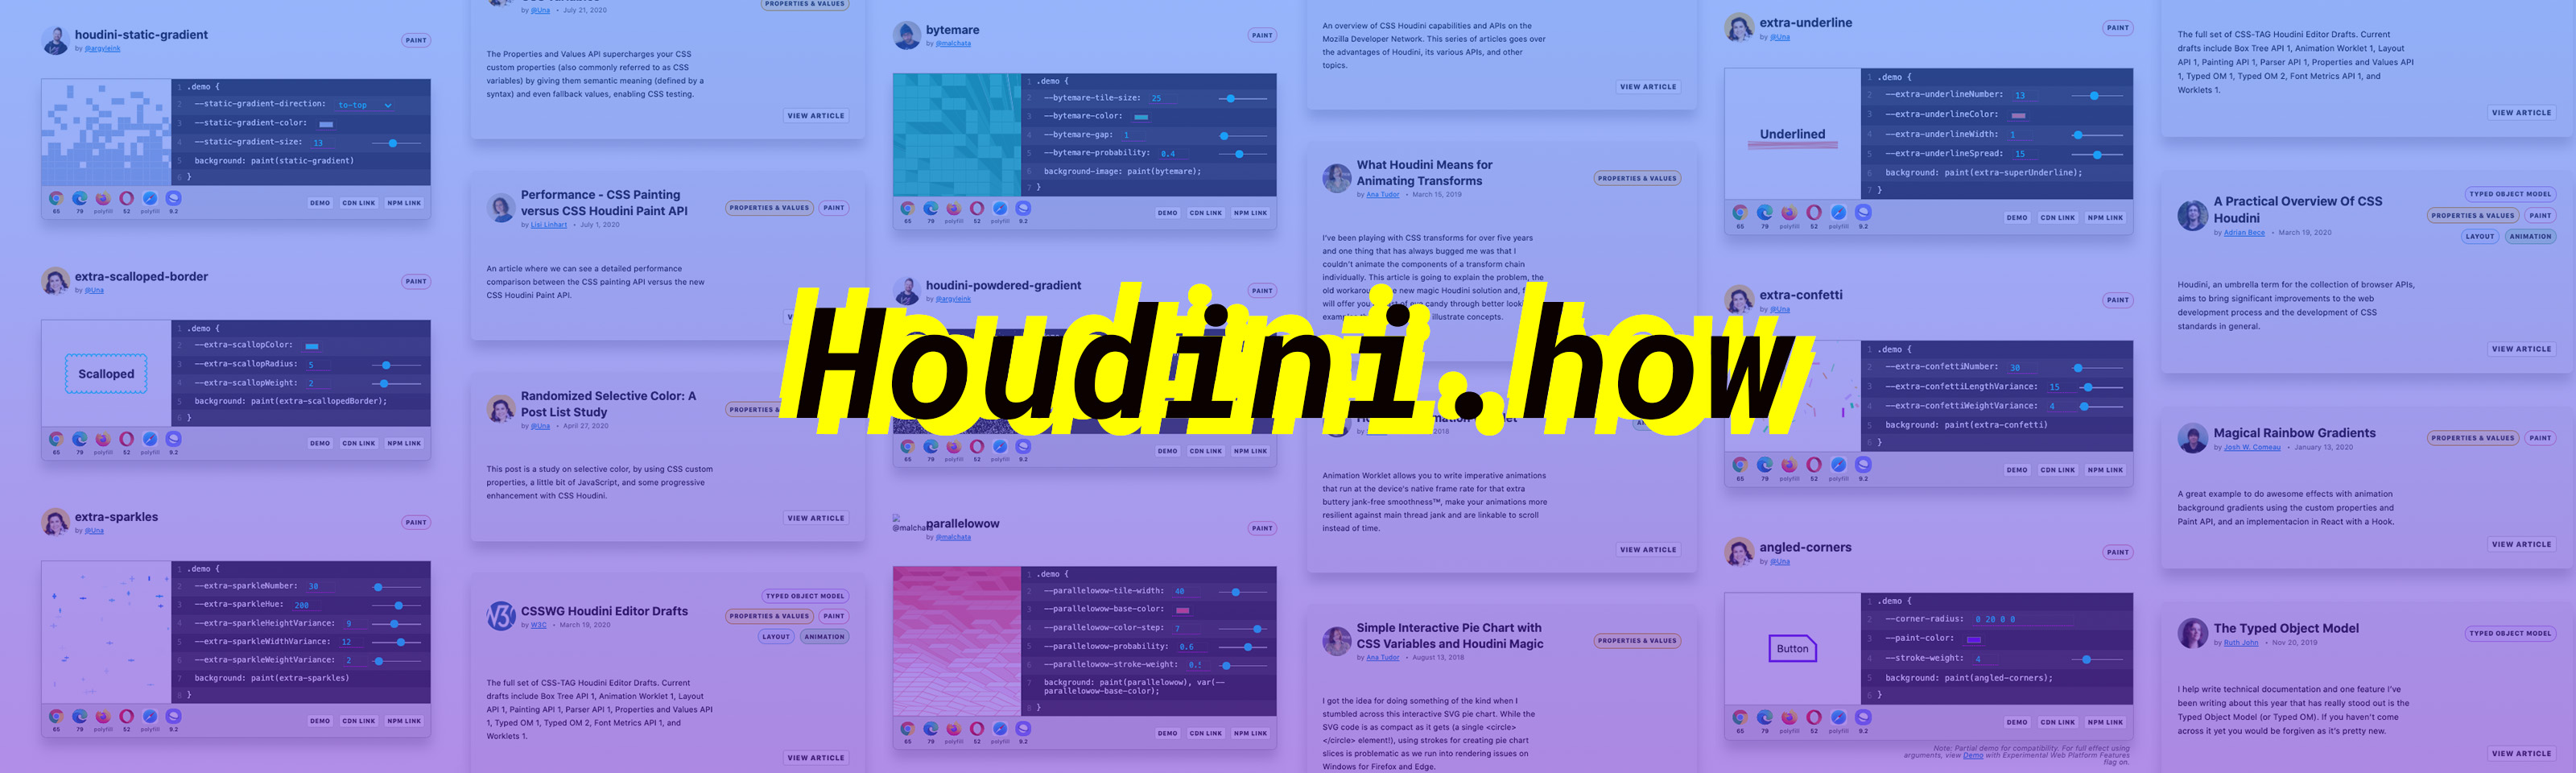 houdini-static-gradient
by @argyleink
PAINT
1 .demo {
2 --static-gradient-direction: to-top
3 --static-gradient-color:
4 --static-gradient-size: 13
5 background: paint(static-gradient)
6 }
65 79 polyfill 52 polyfill 9.2
DEMO CDN LINK NPM LINK
extra-scalloped-border
by @Una
PAINT
Scalloped
1 .demo {
2 --extra-scallopColor:
3 --extra-scallopRadius: 5
4 --extra-scallopWeight: 2
5 background: paint(extra-scallopedBorder);
6 }
65 79 polyfill 52 polyfill 9.2
DEMO CDN LINK NPM LINK
extra-sparkles
by @Una
PAINT
1 .demo {
2 --extra-sparkleNumber: 30
3 --extra-sparkleHue: 200
4 --extra-sparkleHeightVariance: 9
5 --extra-sparkleWidthVariance: 12
6 --extra-sparkleWeightVariance: 2
7 background: paint(extra-sparkles)
8 }
65 79 polyfill 52 polyfill 9.2
DEMO CDN LINK NPM LINK
by @Una • July 21, 2020
PROPERTIES & VALUES
The Properties and Values API supercharges your CSS
custom properties (also commonly referred to as CSS
variables) by giving them semantic meaning (defined by a
syntax) and even fallback values, enabling CSS testing.
VIEW ARTICLE
Performance - CSS Painting
versus CSS Houdini Paint API
by Lisi Linhart • July 1, 2020
PROPERTIES & VALUES PAINT
An article where we can see a detailed performance
comparison between the CSS painting API versus the new
CSS Houdini Paint API.
Randomized Selective Color: A
Post List Study
by @Una • April 27, 2020
This post is a study on selective color, by using CSS custom
properties, a little bit of JavaScript, and some progressive
enhancement with CSS Houdini.
VIEW ARTICLE
CSSWG Houdini Editor Drafts
by W3C • March 19, 2020
TYPED OBJECT MODEL
PROPERTIES & VALUES PAINT
LAYOUT ANIMATION
The full set of CSS-TAG Houdini Editor Drafts. Current
drafts include Box Tree API 1, Animation Worklet 1, Layout
API 1, Painting API 1, Parser API 1, Properties and Values API
1, Typed OM 1, Typed OM 2, Font Metrics API 1, and
Worklets 1.
VIEW ARTICLE
bytemare
by @malchata
PAINT
1 .demo {
2 --bytemare-tile-size: 25
3 --bytemare-color:
4 --bytemare-gap: 1
5 --bytemare-probability: 0.4
6 background-image: paint(bytemare);
7 }
65 79 polyfill 52 polyfill 9.2
DEMO CDN LINK NPM LINK
houdini-powdered-gradient
by @argyleink
PAINT
Houdini.how
65 79 polyfill 52 polyfill 9.2
DEMO CDN LINK NPM LINK
@malchata
parallelowow
by @malchata
PAINT
1 .demo {
2 --parallelowow-tile-width: 40
3 --parallelowow-base-color:
4 --parallelowow-color-step: 7
5 --parallelowow-probability: 0.6
6 --parallelowow-stroke-weight: 0.
7 background: paint(parallelowow), var(--
parallelowow-base-color);
8 }
65 79 polyfill 52 polyfill 9.2
DEMO CDN LINK NPM LINK
An overview of CSS Houdini capabilities and APIs on the
Mozilla Developer Network. This series of articles goes over
the advantages of Houdini, its various APIs, and other
topics.
VIEW ARTICLE
What Houdini Means for
Animating Transforms
by Ana Tudor • March 15, 2019
PROPERTIES & VALUES
I've been playing with CSS transforms for over five years
and one thing that has always bugged me was that I
couldn't animate the components of a transform chain
individually. This article is going to explain the problem, the
old new magic Houdini solution and,
will offer you candy through better
illustrate concepts.
2018
Animation Worklet allows you to write imperative animations
that run at the device's native frame rate for that extra
buttery jank-free smoothness™, make your animations more
resilient against main thread jank and are linkable to scroll
instead of time.
VIEW ARTICLE
Simple Interactive Pie Chart with
CSS Variables and Houdini Magic
by Ana Tudor • August 13, 2018
PROPERTIES & VALUES
I got the idea for doing something of the kind when I
stumbled across this interactive SVG pie chart. While the
SVG code is as compact as it gets (a single <circle>
</circle> element!), using strokes for creating pie chart
slices is problematic as we run into rendering issues on
Windows for Firefox and Edge.
extra-underline
by @Una
PAINT
Underlined
1 .demo {
2 --extra-underlineNumber: 13
3 --extra-underlineColor:
4 --extra-underlineWidth: 1
5 --extra-underlineSpread: 15
6 background: paint(extra-superUnderline);
7 }
65 79 polyfill 52 polyfill 9.2
DEMO CDN LINK NPM LINK
extra-confetti
by @Una
PAINT
1 .demo {
2 --extra-confettiNumber: 30
3 --extra-confettiLengthVariance: 15
4 --extra-confettiWeightVariance: 4
5 background: paint(extra-confetti)
6 }
65 79 polyfill 52 polyfill 9.2
DEMO CDN LINK NPM LINK
angled-corners
by @Una
PAINT
Button
1 .demo {
2 --corner-radius: 0 20 0 0
3 --paint-color:
4 --stroke-weight: 4
5 background: paint(angled-corners);
6 }
65 79 polyfill 52 polyfill 9.2
DEMO CDN LINK NPM LINK
Note: Partial demo for compatibility. For full effect using
arguments, view Demo with Experimental Web Platform Features
flag on.
The full set of CSS-TAG Houdini Editor Drafts. Current
drafts include Box Tree API 1, Animation Worklet 1, Layout
API 1, Painting API 1, Parser API 1, Properties and Values API
1, Typed OM 1, Typed OM 2, Font Metrics API 1, and
Worklets 1.
VIEW ARTICLE
A Practical Overview Of CSS
Houdini
by Adrian Bece • March 19, 2020
TYPED OBJECT MODEL
PROPERTIES & VALUES PAINT
LAYOUT ANIMATION
Houdini, an umbrella term for the collection of browser APIs,
aims to bring significant improvements to the web
development process and the development of CSS
standards in general.
VIEW ARTICLE
Magical Rainbow Gradients
by Josh W. Comeau • January 13, 2020
PROPERTIES & VALUES PAINT
A great example to do awesome effects with animation
background gradients using the custom properties and
Paint API, and an implementacion in React with a Hook.
VIEW ARTICLE
The Typed Object Model
by Ruth John • Nov 20, 2019
TYPED OBJECT MODEL
I help write technical documentation and one feature I've
been writing about this year that has really stood out is the
Typed Object Model (or Typed OM). If you haven't come
across it yet you would be forgiven as it's pretty new.
VIEW ARTICLE